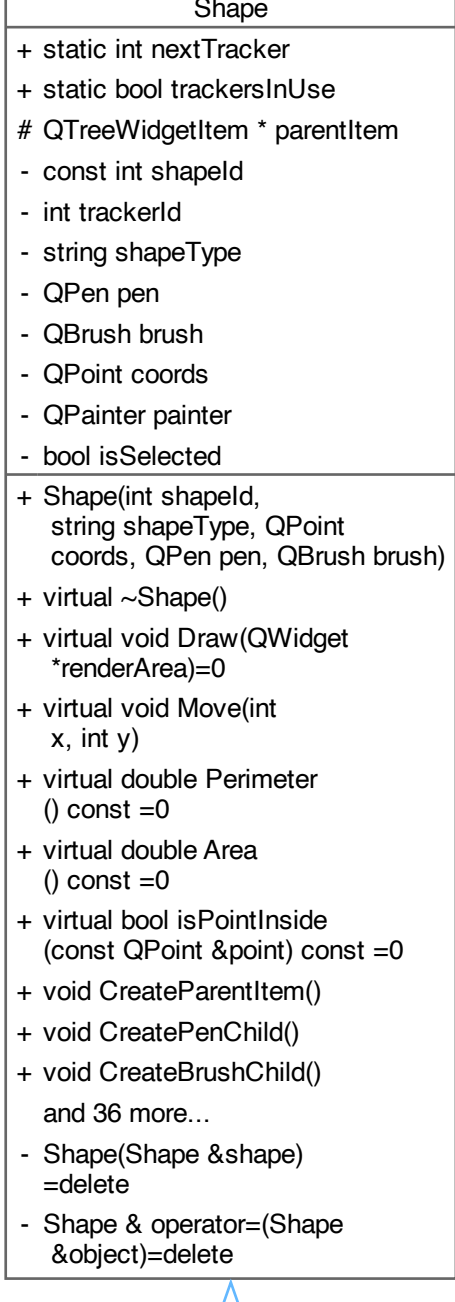 Shape
+ static int nextTracker
+ static bool trackersInUse
# QTreeWidgetItem * parentItem
- const int shapeId
- int trackerId
- string shapeType
- QPen pen
- QBrush brush
- QPoint coords
- QPainter painter
- bool isSelected
+ Shape(int shapeId,
string shapeType, QPoint
coords, QPen pen, QBrush brush)
+ virtual ~Shape()
+ virtual void Draw(QWidget
*renderArea)=0
+ virtual void Move(int
x, int y)
+ virtual double Perimeter
() const =0
+ virtual double Area
() const =0
+ virtual bool isPointInside
(const QPoint &point) const =0
+ void CreateParentItem()
+ void CreatePenChild()
+ void CreateBrushChild()
and 36 more...
- Shape(Shape &shape)
=delete
- Shape & operator=(Shape
&object)=delete